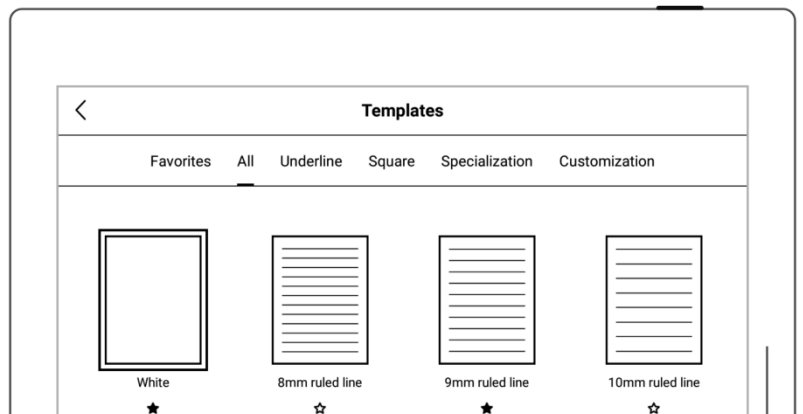 Templates
Favorites All Underline Square Specialization Customization
White 8mm ruled line 9mm ruled line 10mm ruled line